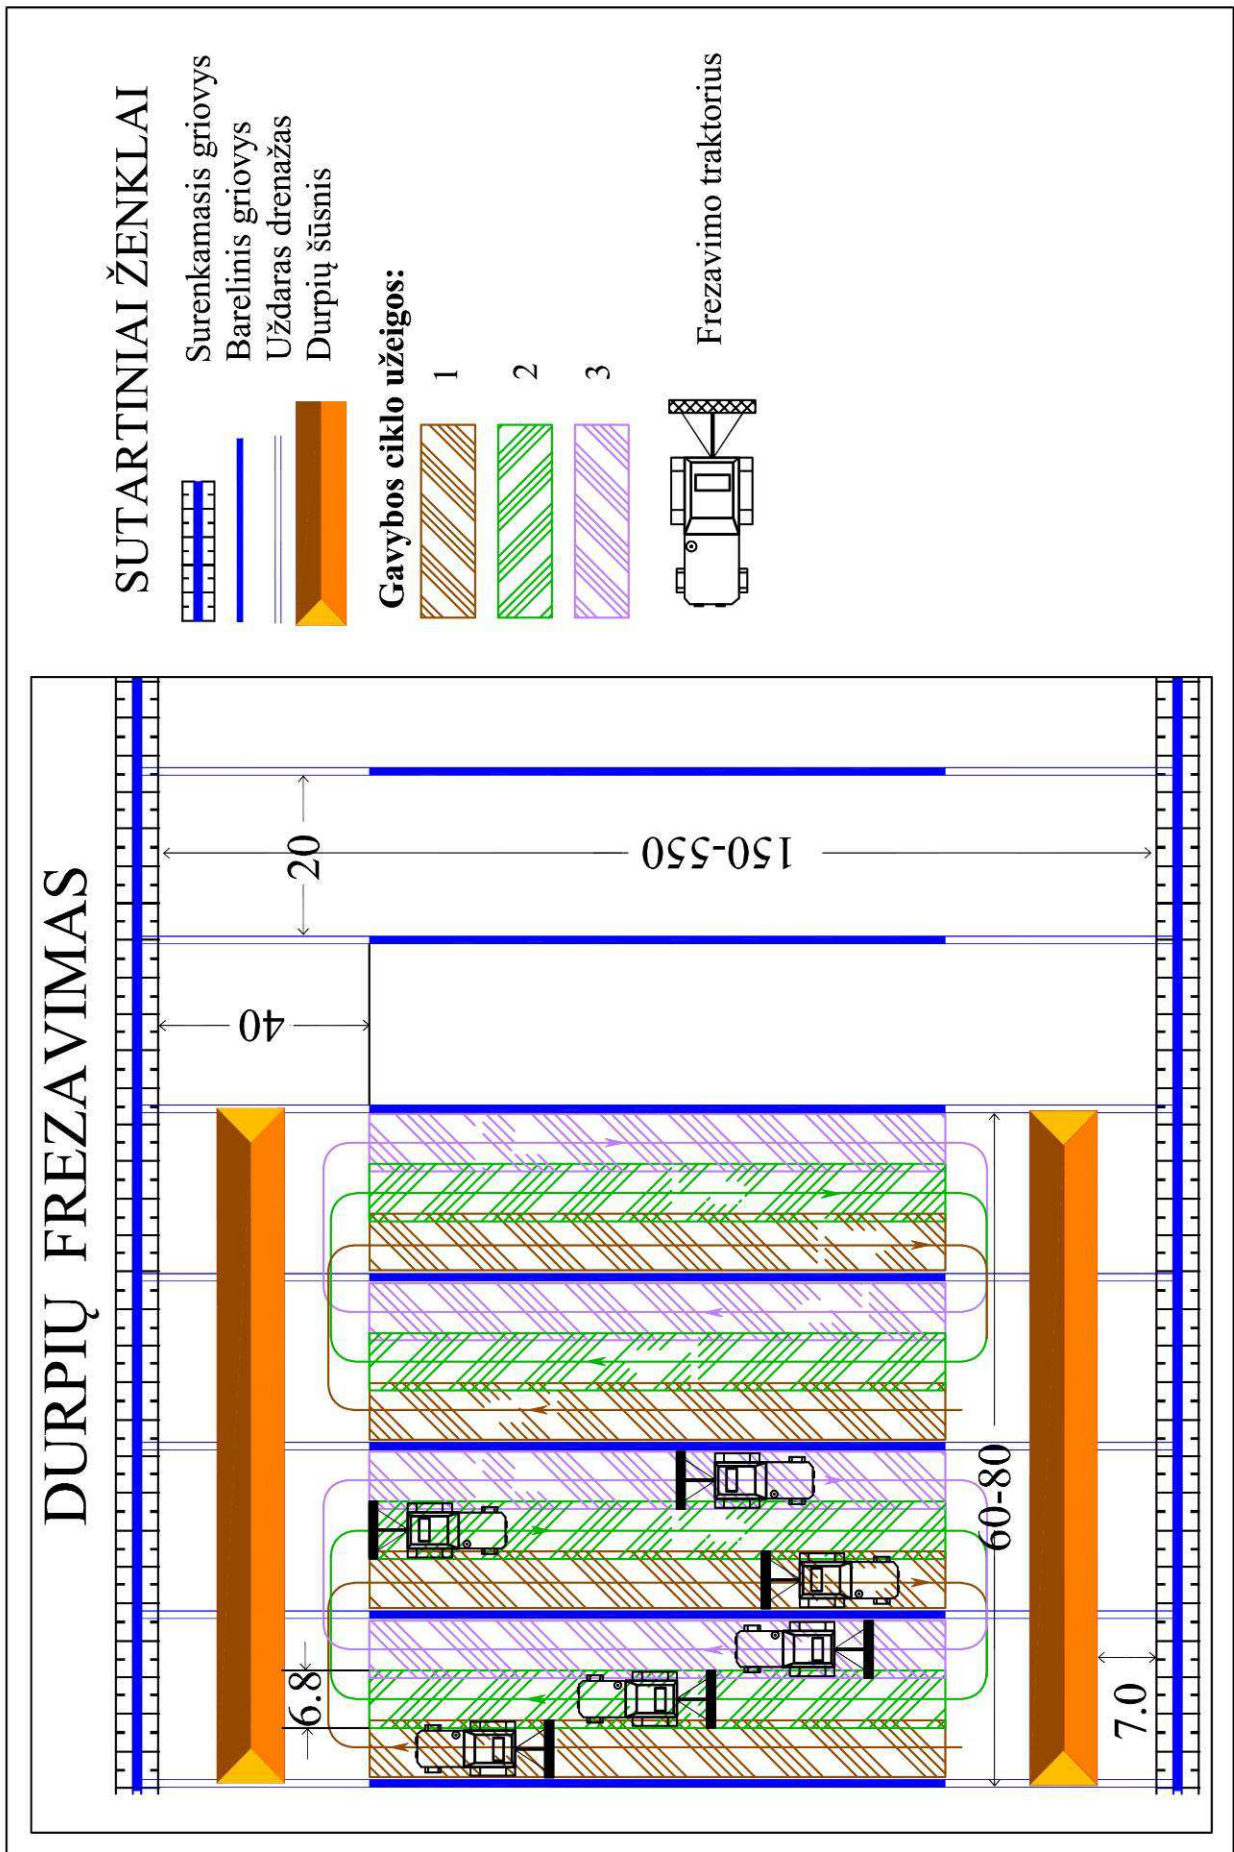 DURPIŲ FREZAVIMAS
40
20
150-550
6.8
60-80
7.0
SUTARTINIAI ŽENKLAI
Surenkamasis griovys
Barelinis griovys
Uždaras drenažas
Durpių šūsnis
Gavybos ciklo užeigos:
1
2
3
Frezavimo traktorius